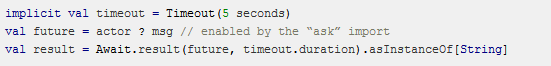 implicit val timeout = Timeout(5 seconds)
val future = actor ? msg // enabled by the “ask” import
val result = Await.result(future, timeout.duration).asInstanceOf[String]